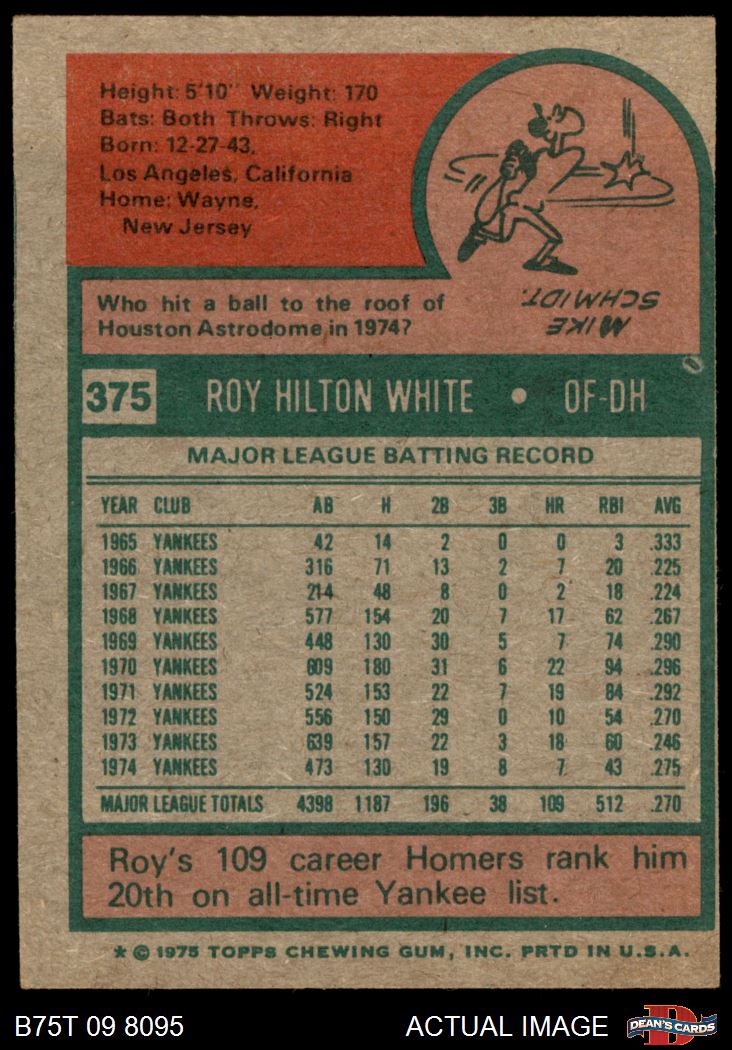 Height: 5'10" Weight: 170
Bats: Both Throws: Right
Born: 12-27-43,
Los Angeles, California
Home: Wayne,
New Jersey
Who hit a ball to the roof of
Houston Astrodome in 1974?
MIKE
SCHMIDT.
375 ROY HILTON WHITE • OF-DH
MAJOR LEAGUE BATTING RECORD
YEAR CLUB AB H 2B 3B HR RBI AVG
1965 YANKEES 42 14 2 0 0 3 .333
1966 YANKEES 316 71 13 2 7 20 .225
1967 YANKEES 214 48 8 0 2 18 .224
1968 YANKEES 577 154 20 7 17 62 .267
1969 YANKEES 448 130 30 5 7 74 .290
1970 YANKEES 609 180 31 6 22 94 .296
1971 YANKEES 524 153 22 7 19 84 .292
1972 YANKEES 556 150 29 0 10 54 .270
1973 YANKEES 639 157 22 3 18 60 .246
1974 YANKEES 473 130 19 8 7 43 .275
MAJOR LEAGUE TOTALS 4398 1187 196 38 109 512 .270
Roy's 109 career Homers rank him
20th on all-time Yankee list.
* © 1975 TOPPS CHEWING GUM, INC. PRTD IN U.S.A.
B75T 09 8095 ACTUAL IMAGE DEAN'S CARDS